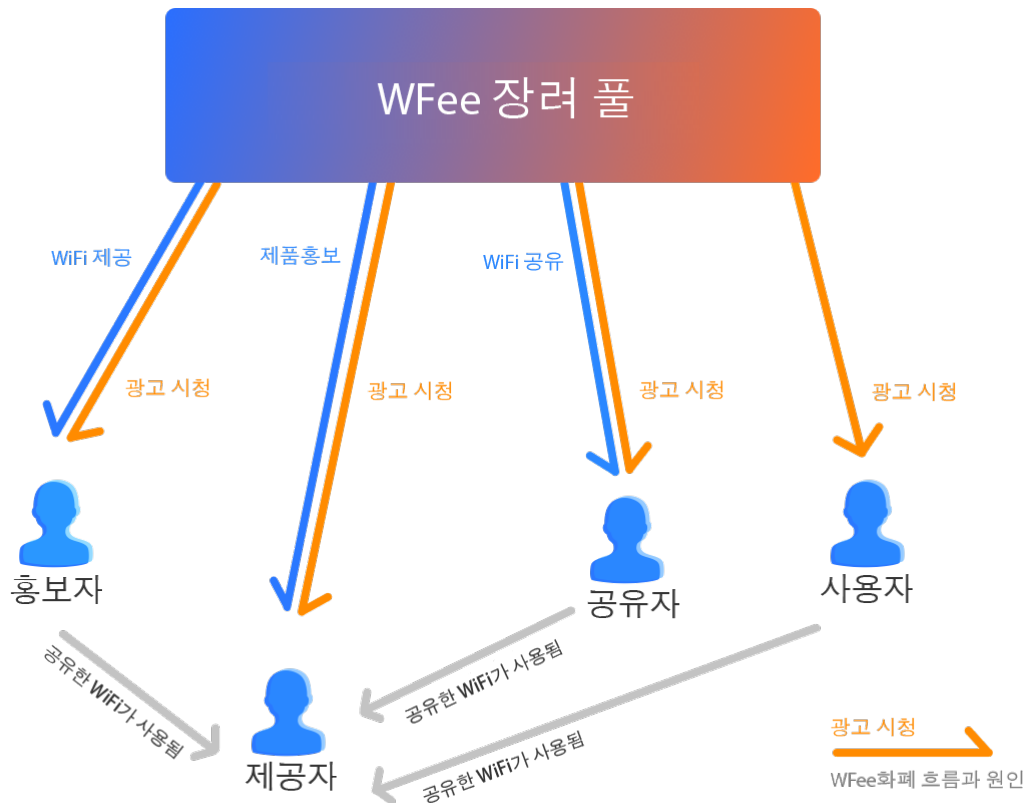 WFee 장려 풀
WiFi 제공
제품홍보
WiFi 공유
광고 시청
광고 시청
광고 시청
광고 시청
홍보자
공유자
사용자
공유한 WiFi가 사용됨
공유한 WiFi가 사용됨
공유한 WiFi가 사용됨
제공자
광고 시청
WFee화폐 흐름과 원인